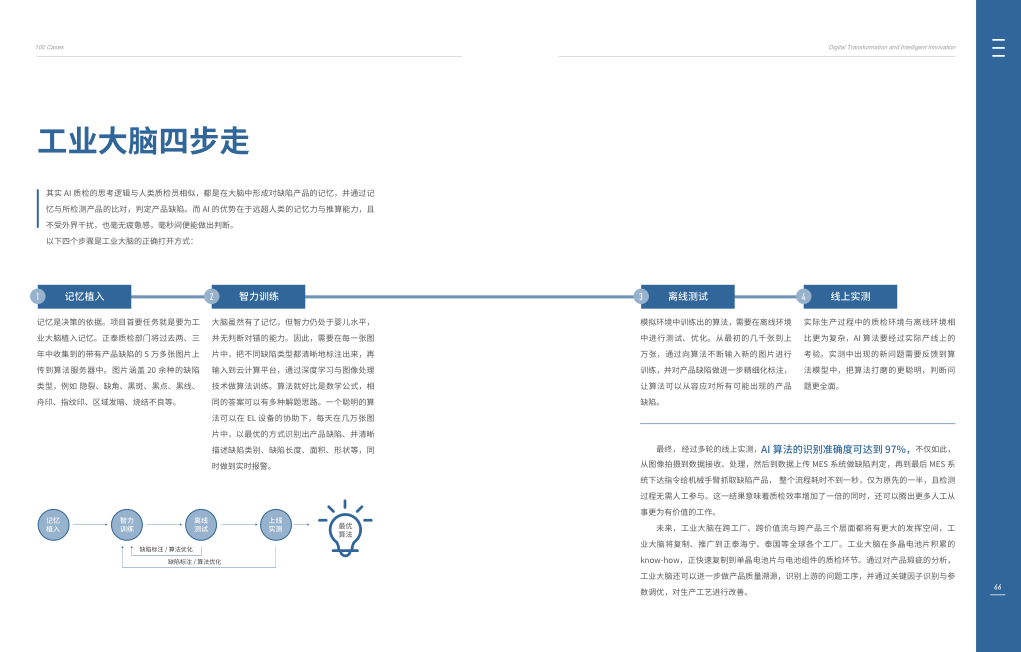 100 Cases
Digital Transformation and Intelligent Innovation
工业大脑四步走
其实 AI 质检的思考逻辑与人类质检员相似，都是在大脑中形成对缺陷产品的记忆，并通过记
忆与所检测产品的比对，判定产品缺陷。而 AI 的优势在于远超人类的记忆力与推算能力，且
不受外界干扰，也毫无疲惫感，毫秒间便能做出判断。
以下四个步骤是工业大脑的正确打开方式：
1 记忆植入
记忆是决策的依据。项目首要任务就是要为工
业大脑植入记忆。正泰质检部门将过去两、三
年中收集到的带有产品缺陷的 5 万多张图片上
传到算法服务器中。图片涵盖 20 余种的缺陷
类型，例如 隐裂、缺角、黑斑、黑点、黑线、
舟印、指纹印、区域发暗、烧结不良等。
2 智力训练
大脑虽然有了记忆，但智力仍处于婴儿水平，
并无判断对错的能力。因此，需要在每一张图
片中，把不同缺陷类型都清晰地标注出来，再
输入到云计算平台，通过深度学习与图像处理
技术做算法训练。算法就好比是数学公式，相
同的答案可以有多种解题思路。一个聪明的算
法可以在 EL 设备的协助下，每天在几万张图
片中，以最优的方式识别出产品缺陷、并清晰
描述缺陷类别、缺陷长度、面积、形状等，同
时做到实时报警。
3 离线测试
模拟环境中训练出的算法，需要在离线环境
中进行测试、优化。从最初的几千张到上
万张，通过向算法不断输入新的图片进行
训练，并对产品缺陷做进一步精细化标注，
让算法可以从容应对所有可能出现的产品
缺陷。
4 线上实测
实际生产过程中的质检环境与离线环境相
比更为复杂，AI 算法要经过实际产线上的
考验。实测中出现的新问题需要反馈到算
法模型中，把算法打磨的更聪明，判断问
题更全面。
最终，经过多轮的线上实测，AI 算法的识别准确度可达到 97%，不仅如此，
从图像拍摄到数据接收、处理，然后到数据上传 MES 系统做缺陷判定，再到最后 MES 系
统下达指令给机械手臂抓取缺陷产品， 整个流程耗时不到一秒，仅为原先的一半，且检测
过程无需人工参与。这一结果意味着质检效率增加了一倍的同时，还可以腾出更多人工从
事更为有价值的工作。
未来，工业大脑在跨工厂、跨价值流与跨产品三个层面都将有更大的发挥空间，工
业大脑将复制、推广到正泰海宁、泰国等全球各个工厂。工业大脑在多晶电池片积累的
know-how，正快速复制到单晶电池片与电池组件的质检环节。通过对产品瑕疵的分析，
工业大脑还可以进一步做产品质量溯源，识别上游的问题工序，并通过关键因子识别与参
数调优，对生产工艺进行改善。
记忆
植入
智力
训练
离线
测试
上线
实测
最优
算法
缺陷标注 / 算法优化
缺陷标注 / 算法优化
66